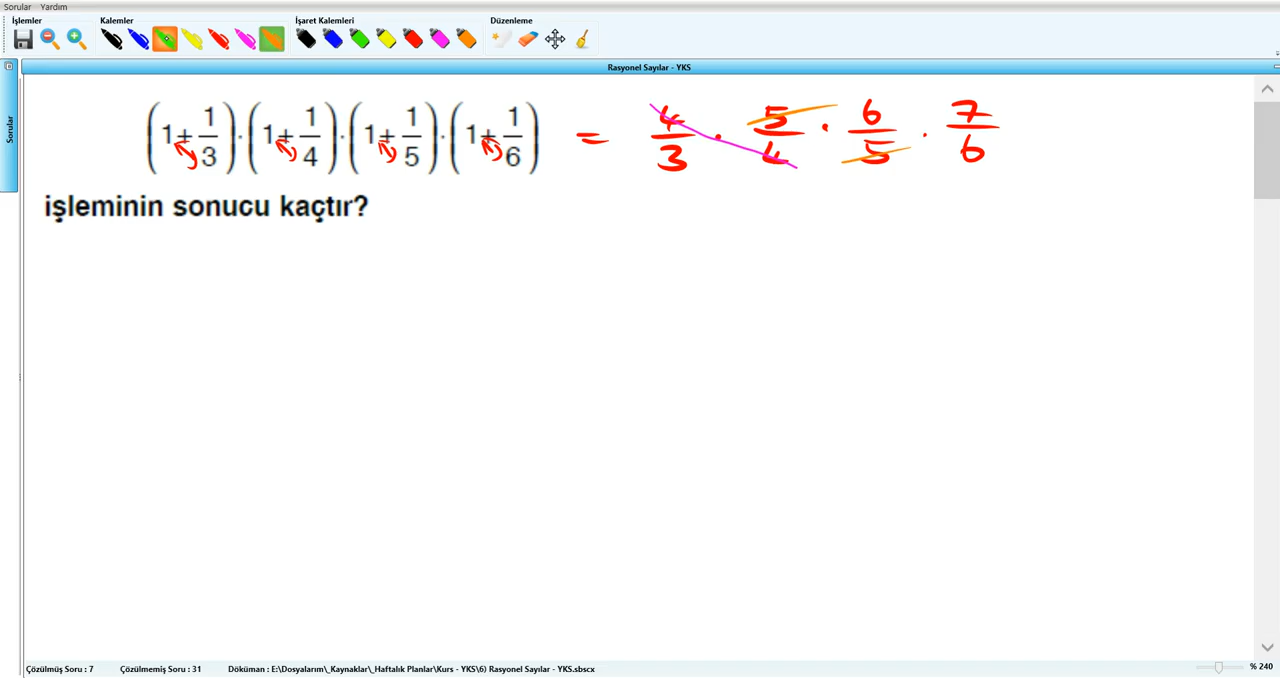 Sorular Yardım
İşlemler Kalemler İşaret Kalemleri Düzenleme
Rasyonel Sayılar - YKS
Sorular
(1+1/3)·(1+1/4)·(1+1/5)·(1+1/6) = 4/3 · 5/4 · 6/5 · 7/6
işleminin sonucu kaçtır?
Çözülmüş Soru : 7 Çözülmemiş Soru : 31 Döküman : E:\Dosyalarım\_Kaynaklar\_Haftalık Planlar\Kurs - YKS\6) Rasyonel Sayılar - YKS.sbscx % 240